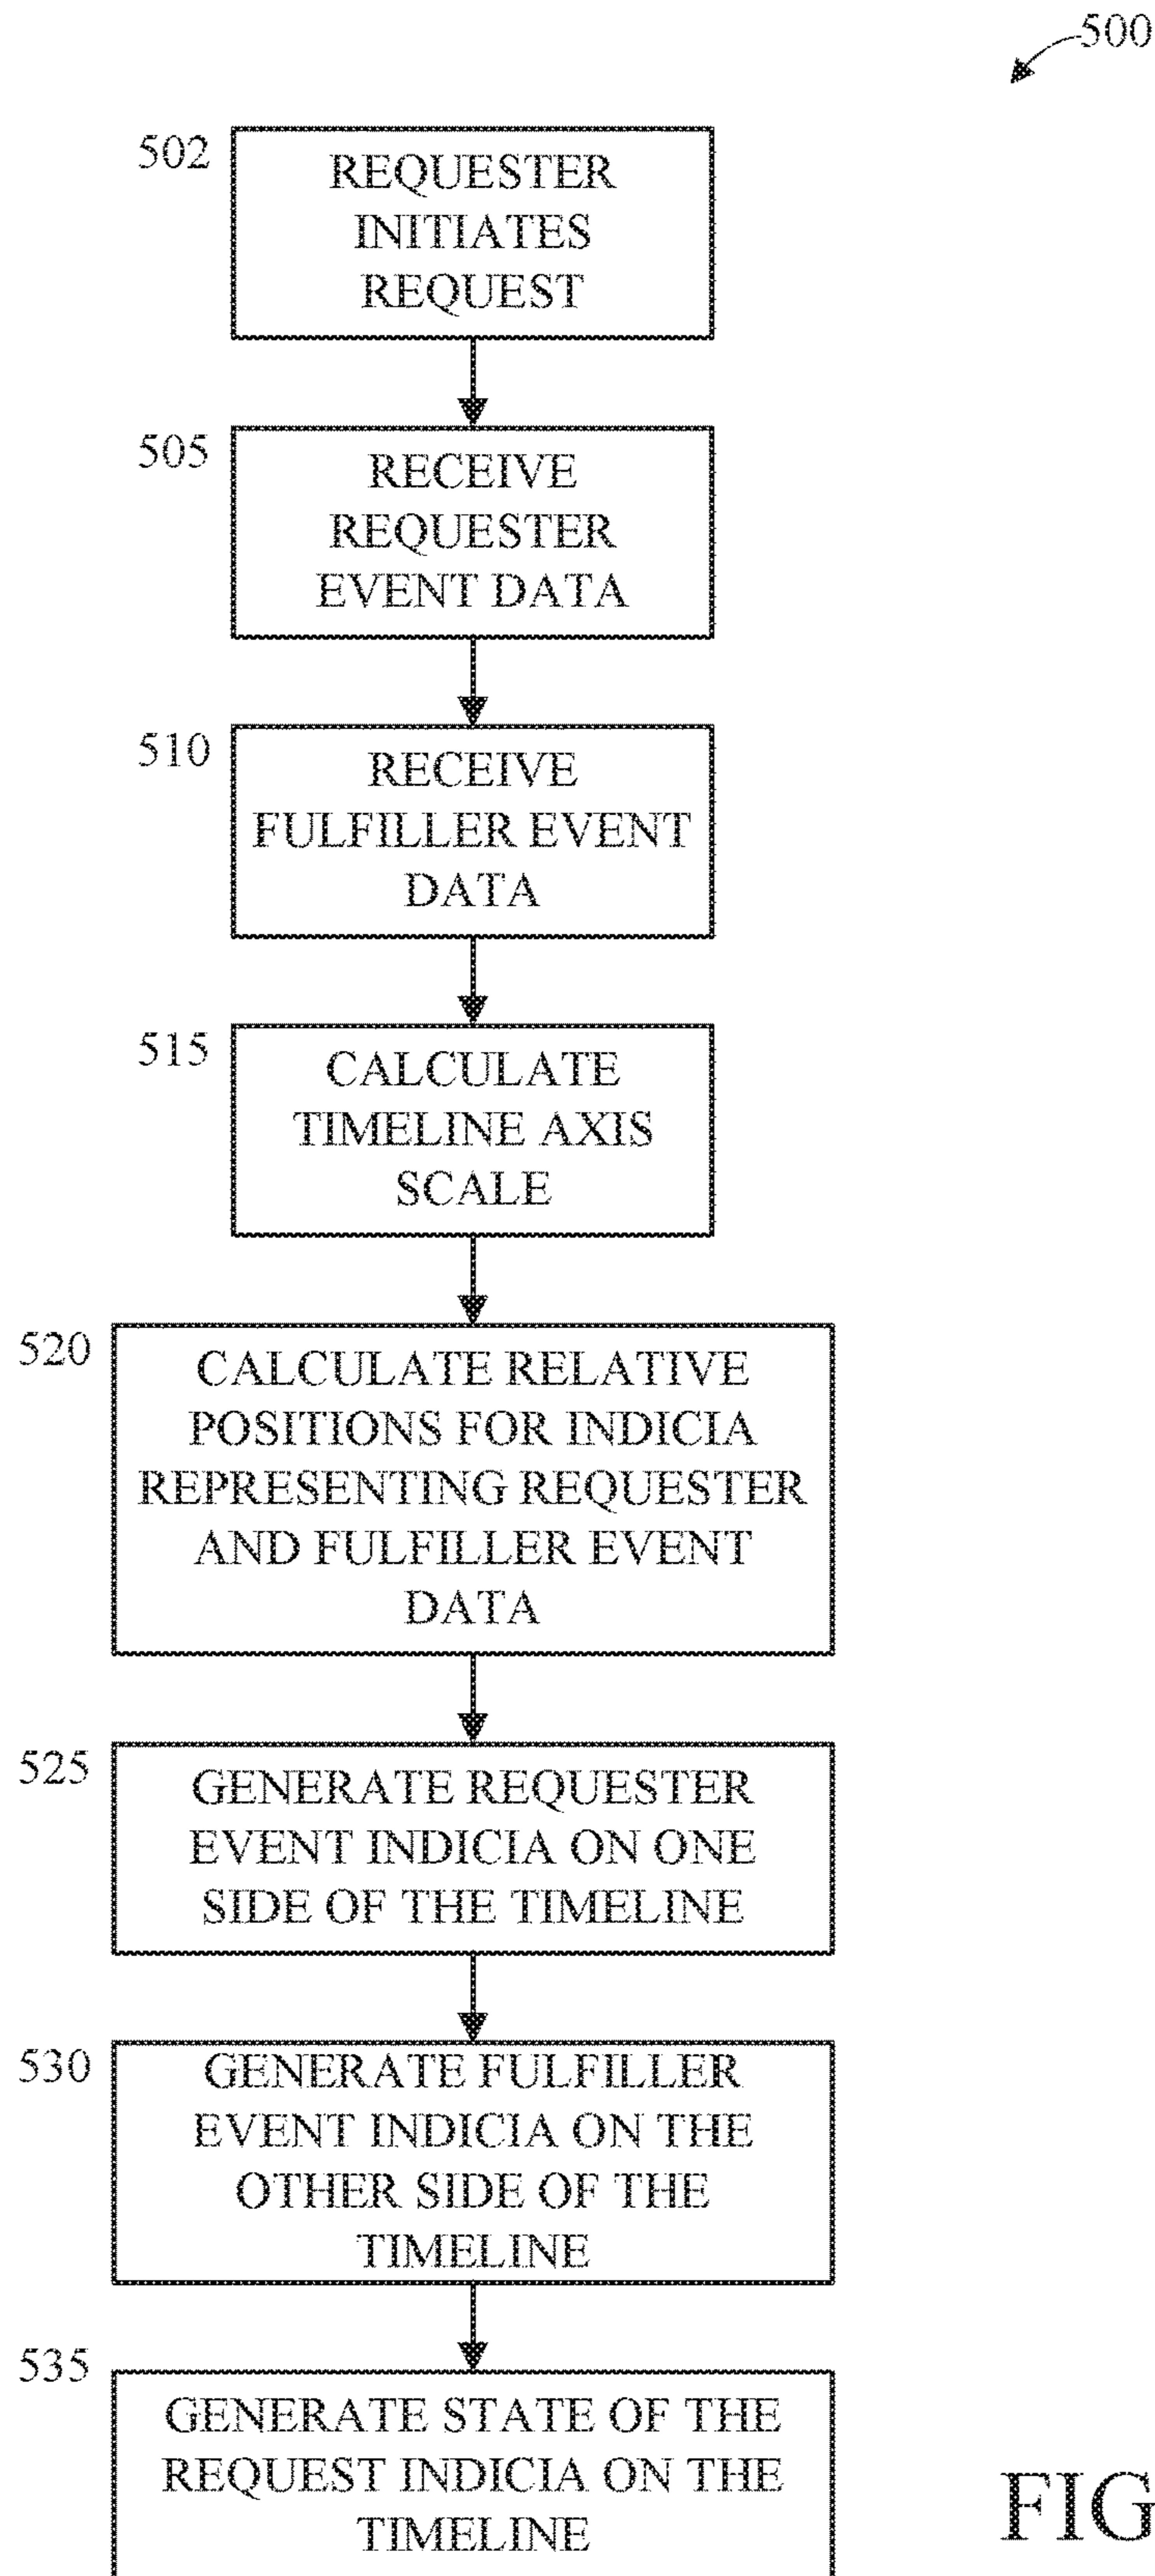 500
502
REQUESTER
INITIATES
REQUEST
505
RECEIVE
REQUESTER
EVENT DATA
510
RECEIVE
FULFILLER EVENT
DATA
515
CALCULATE
TIMELINE AXIS
SCALE
520
CALCULATE RELATIVE
POSITIONS FOR INDICIA
REPRESENTING REQUESTER
AND FULFILLER EVENT
DATA
525
GENERATE REQUESTER
EVENT INDICIA ON ONE
SIDE OF THE TIMELINE
530
GENERATE FULFILLER
EVENT INDICIA ON THE
OTHER SIDE OF THE
TIMELINE
535
GENERATE STATE OF THE
REQUEST INDICIA ON THE
TIMELINE
FIG